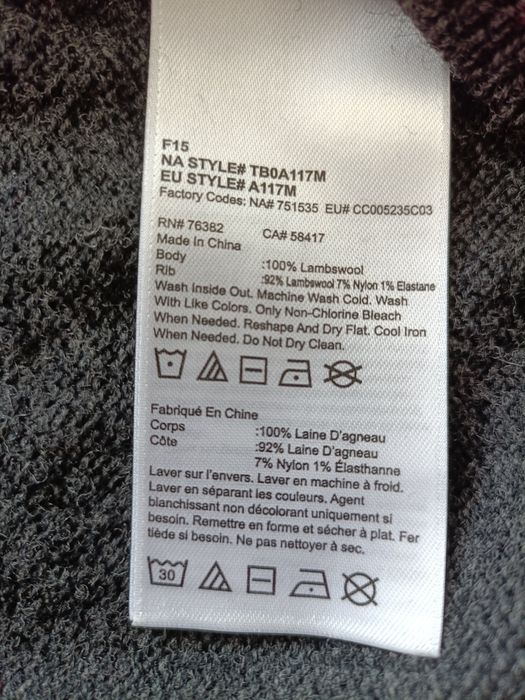 F15
NA STYLE# TB0A117M
EU STYLE# A117M
Factory Codes: NA# 751535 EU# CC005235C03
RN# 76382 CA# 58417
Made In China
Body :100% Lambswool
Rib :92% Lambswool 7% Nylon 1% Elastane
Wash Inside Out. Machine Wash Cold. Wash
With Like Colors. Only Non-Chlorine Bleach
When Needed. Reshape And Dry Flat. Cool Iron
When Needed. Do Not Dry Clean.
Fabriqué En Chine
Corps :100% Laine D'agneau
Côte :92% Laine D'agneau
7% Nylon 1% Élasthanne
Laver sur l'envers. Laver en machine à froid.
Laver en séparant les couleurs. Agent
blanchissant non décolorant uniquement si
besoin. Remettre en forme et sécher à plat. Fer
tiède si besoin. Ne pas nettoyer à sec.
30